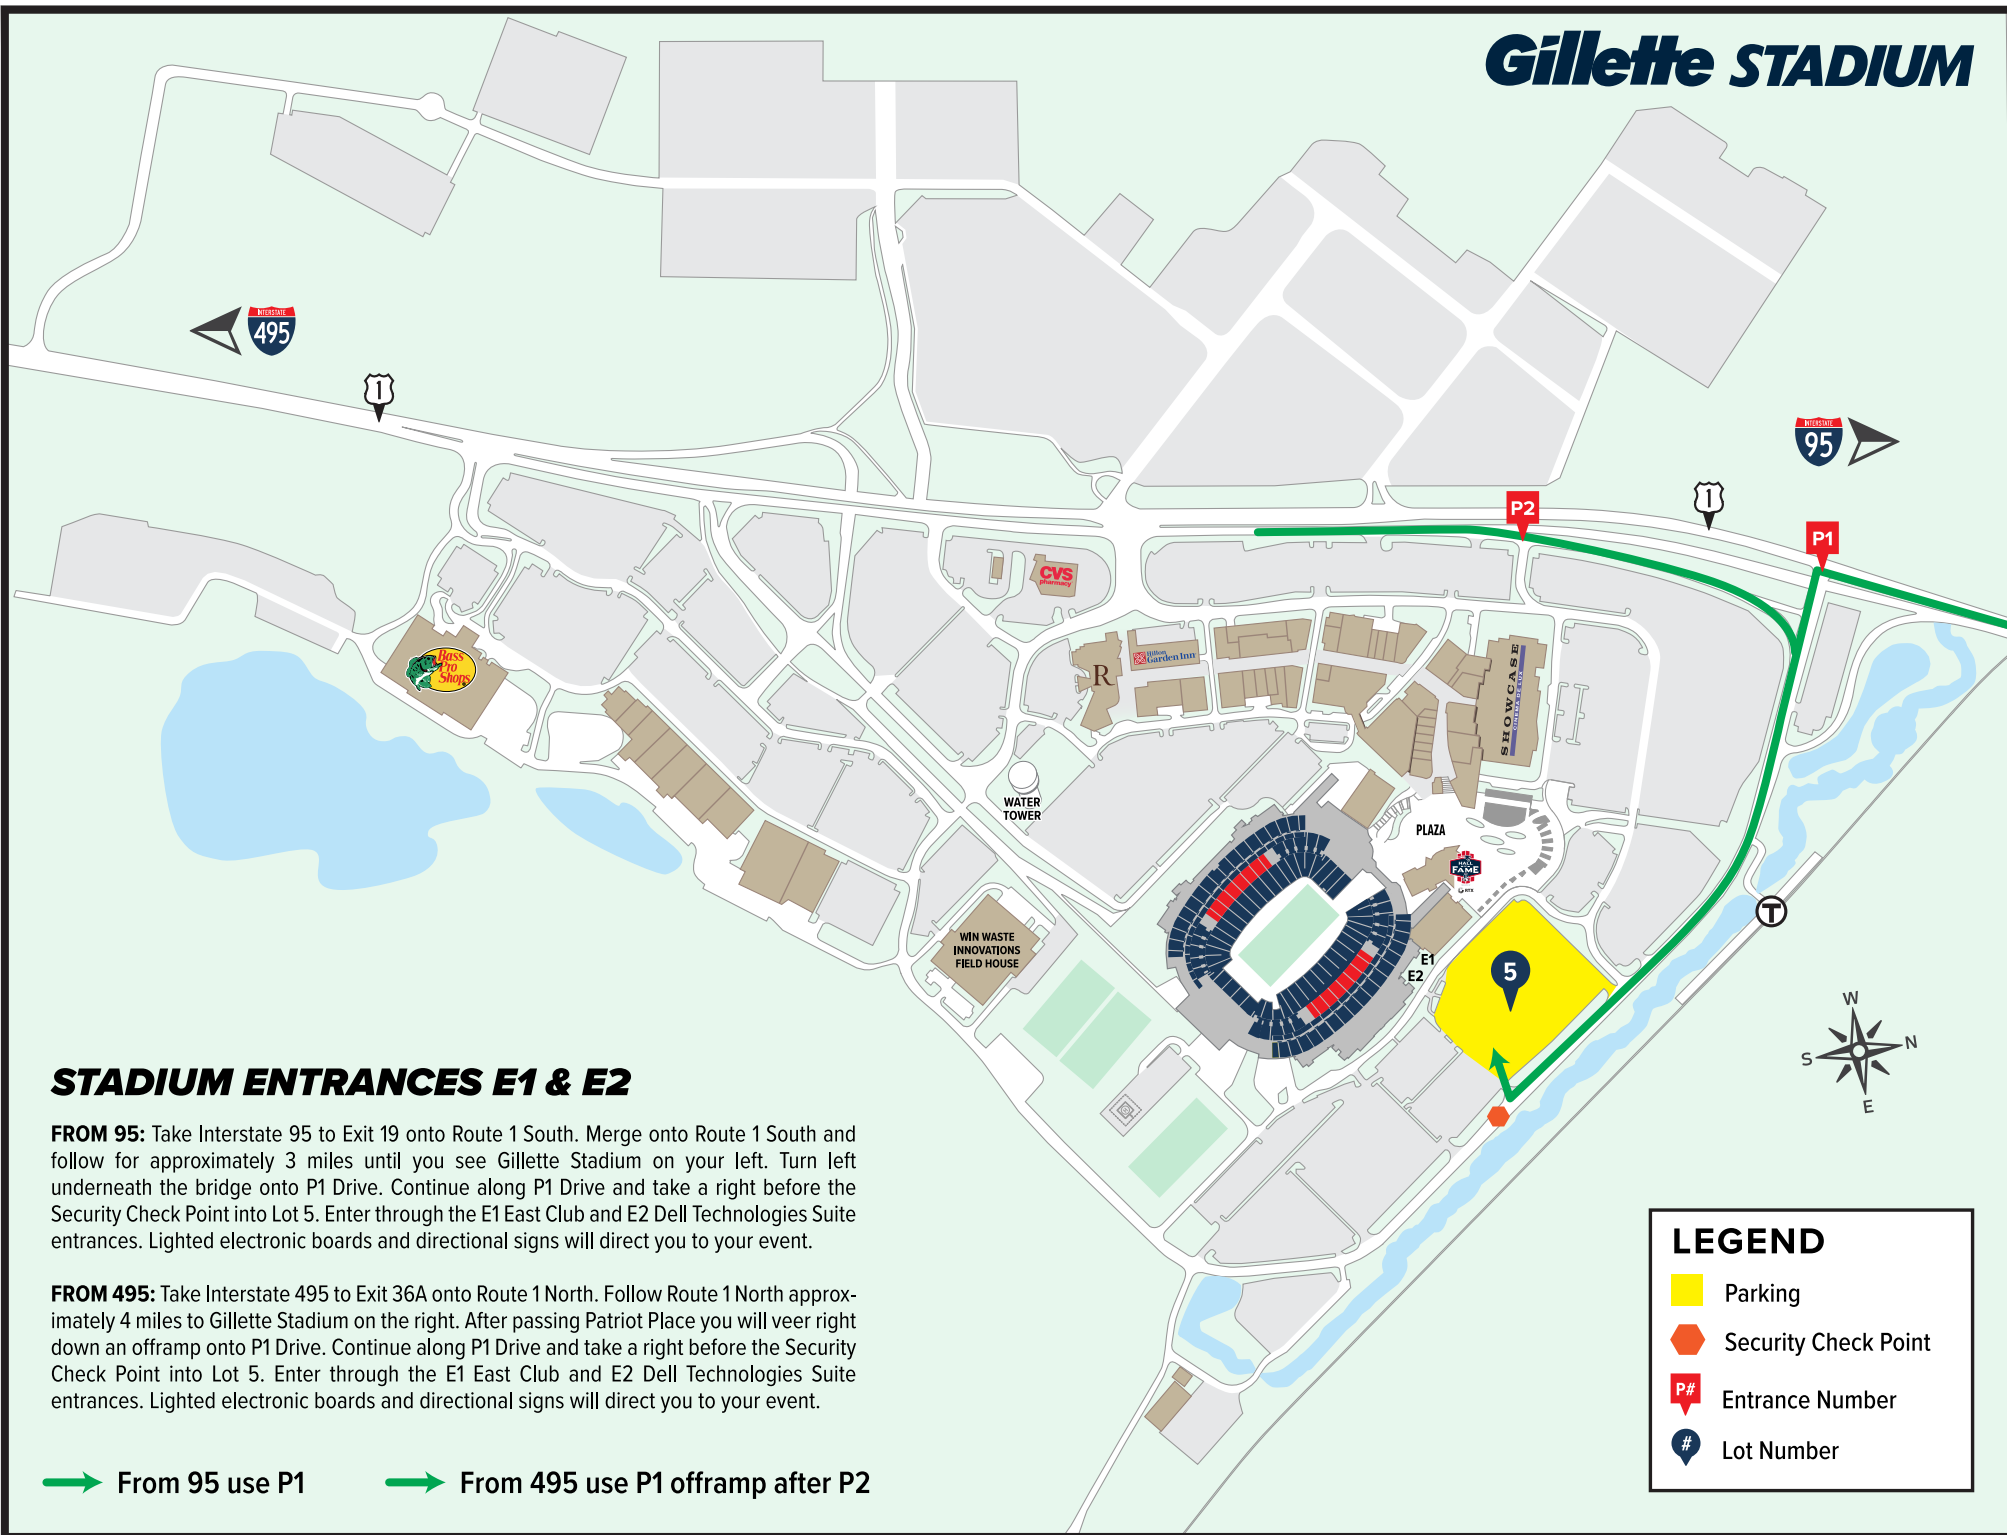 Gillette STADIUM
INTERSTATE
495
1
INTERSTATE
95
1
P2
P1
CVS
pharmacy
Bass
Pro
Shops
R
Hilton
Garden Inn
SHOWCASE
CINEMA DE LUX
WATER
TOWER
PLAZA
HALL
FAME
RTX
WIN WASTE
INNOVATIONS
FIELD HOUSE
E1
E2
5
T
W
N
S
E
STADIUM ENTRANCES E1 & E2
FROM 95: Take Interstate 95 to Exit 19 onto Route 1 South. Merge onto Route 1 South and
follow for approximately 3 miles until you see Gillette Stadium on your left. Turn left
underneath the bridge onto P1 Drive. Continue along P1 Drive and take a right before the
Security Check Point into Lot 5. Enter through the E1 East Club and E2 Dell Technologies Suite
entrances. Lighted electronic boards and directional signs will direct you to your event.
FROM 495: Take Interstate 495 to Exit 36A onto Route 1 North. Follow Route 1 North approx-
imately 4 miles to Gillette Stadium on the right. After passing Patriot Place you will veer right
down an offramp onto P1 Drive. Continue along P1 Drive and take a right before the Security
Check Point into Lot 5. Enter through the E1 East Club and E2 Dell Technologies Suite
entrances. Lighted electronic boards and directional signs will direct you to your event.
From 95 use P1
From 495 use P1 offramp after P2
LEGEND
Parking
Security Check Point
P#
Entrance Number
#
Lot Number